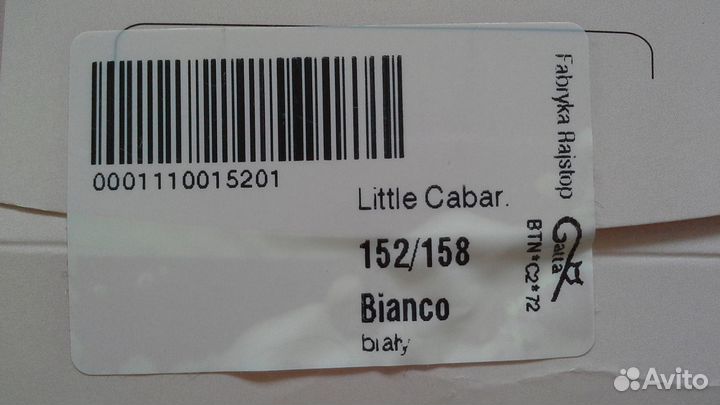 0001110015201
Little Cabar.
152/158
Bianco
biały
Fabryka Rajstop
Gatta
BTN*C2*72
Avito